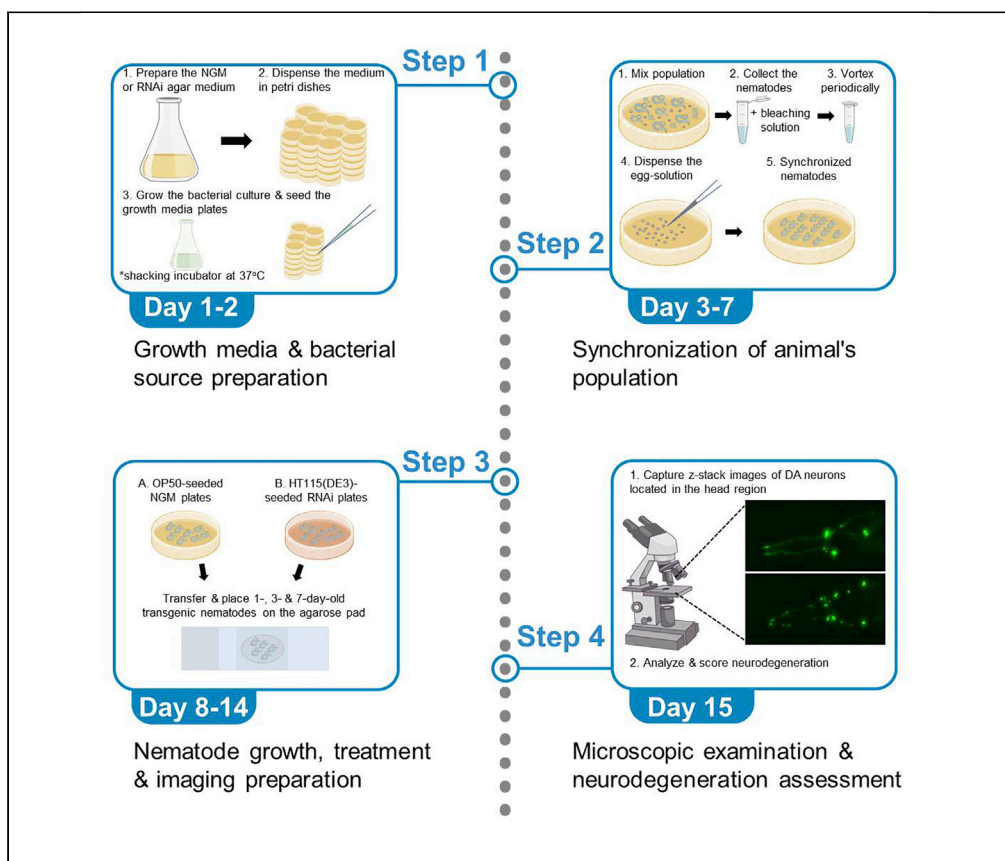 Step 1
1. Prepare the NGM
or RNAi agar medium
2. Dispense the medium
in petri dishes
3. Grow the bacterial culture & seed the
growth media plates
*shacking incubator at 37ºC
Day 1-2
Growth media & bacterial
source preparation
Step 2
1. Mix population
2. Collect the
nematodes
+ bleaching
solution
3. Vortex
periodically
4. Dispense the
egg-solution
5. Synchronized
nematodes
Day 3-7
Synchronization of animal's
population
Step 3
A. OP50-seeded
NGM plates
B. HT115(DE3)-
seeded RNAi plates
Transfer & place 1-, 3- & 7-day-old
transgenic nematodes on the agarose pad
Day 8-14
Nematode growth, treatment
& imaging preparation
Step 4
1. Capture z-stack images of DA neurons
located in the head region
2. Analyze & score neurodegeneration
Day 15
Microscopic examination &
neurodegeneration assessment